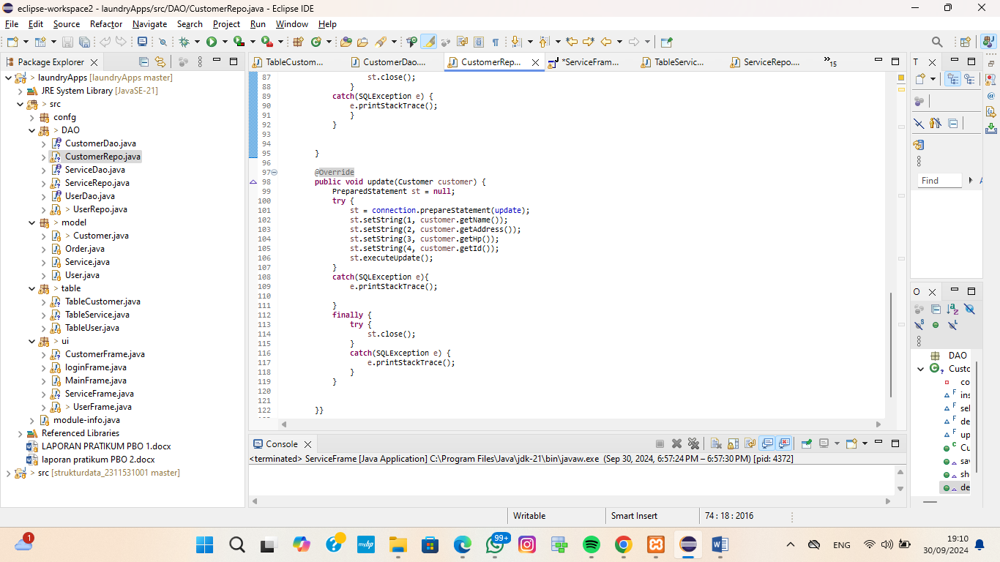 eclipse-workspace2 - laundryApps/src/DAO/CustomerRepo.java - Eclipse IDE
File Edit Source Refactor Navigate Search Project Run Window Help
Package Explorer
TableCustom... CustomerDao.... CustomerRep... *ServiceFram... TableServic... ServiceRepo.... »15
T
> laundryApps [laundryApps master]
JRE System Library [JavaSE-21]
> src
confg
> DAO
CustomerDao.java
CustomerRepo.java
ServiceDao.java
ServiceRepo.java
UserDao.java
> UserRepo.java
> model
> Customer.java
Order.java
Service.java
User.java
> table
TableCustomer.java
TableService.java
TableUser.java
> ui
CustomerFrame.java
loginFrame.java
MainFrame.java
ServiceFrame.java
> UserFrame.java
module-info.java
Referenced Libraries
LAPORAN PRATIKUM PBO 1.docx
laporan pratikum PBO 2.docx
> src [strukturdata_2311531001 master]
87 st.close();
88 }
89 catch(SQLException e) {
90 e.printStackTrace();
91 }
92 }
93
94
95 }
96
97 @Override
98 public void update(Customer customer) {
99 PreparedStatement st = null;
100 try {
101 st = connection.prepareStatement(update);
102 st.setString(1, customer.getName());
103 st.setString(2, customer.getAddress());
104 st.setString(3, customer.getHp());
105 st.setString(4, customer.getId());
106 st.executeUpdate();
107 }
108 catch(SQLException e){
109 e.printStackTrace();
110
111 }
112 finally {
113 try {
114 st.close();
115 }
116 catch(SQLException e) {
117 e.printStackTrace();
118 }
119 }
120
121
122 }}
Find
O
DAO
Custc
co
ins
sel
de
up
Cu
sav
sh
de
Console
<terminated> ServiceFrame [Java Application] C:\Program Files\Java\jdk-21\bin\javaw.exe (Sep 30, 2024, 6:57:24 PM – 6:57:30 PM) [pid: 4372]
Writable Smart Insert 74 : 18 : 2016
1
myhp
99+
ENG
19:10
30/09/2024